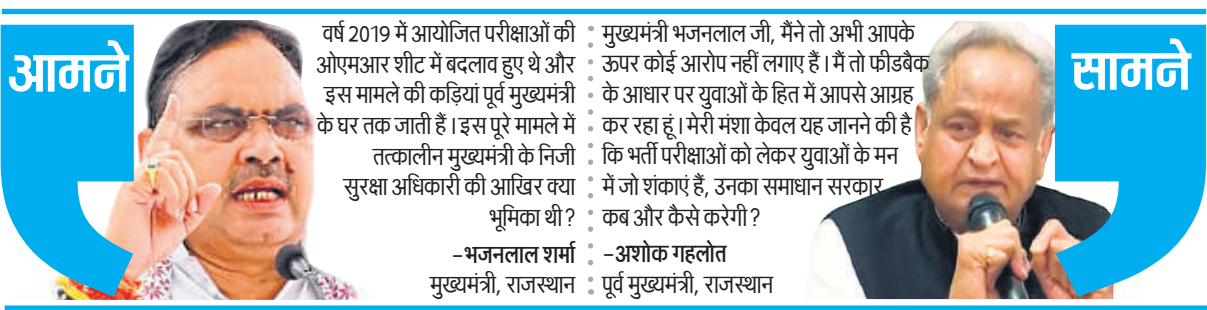 आमने
वर्ष 2019 में आयोजित परीक्षाओं की
ओएमआर शीट में बदलाव हुए थे और
इस मामले की कड़ियां पूर्व मुख्यमंत्री
के घर तक जाती हैं। इस पूरे मामले में
तत्कालीन मुख्यमंत्री के निजी
सुरक्षा अधिकारी की आखिर क्या
भूमिका थी?
-भजनलाल शर्मा
मुख्यमंत्री, राजस्थान
मुख्यमंत्री भजनलाल जी, मैंने तो अभी आपके
ऊपर कोई आरोप नहीं लगाए हैं। मैं तो फीडबैक
के आधार पर युवाओं के हित में आपसे आग्रह
कर रहा हूं। मेरी मंशा केवल यह जानने की है
कि भर्ती परीक्षाओं को लेकर युवाओं के मन
में जो शंकाएं हैं, उनका समाधान सरकार
कब और कैसे करेगी?
-अशोक गहलोत
पूर्व मुख्यमंत्री, राजस्थान
सामने